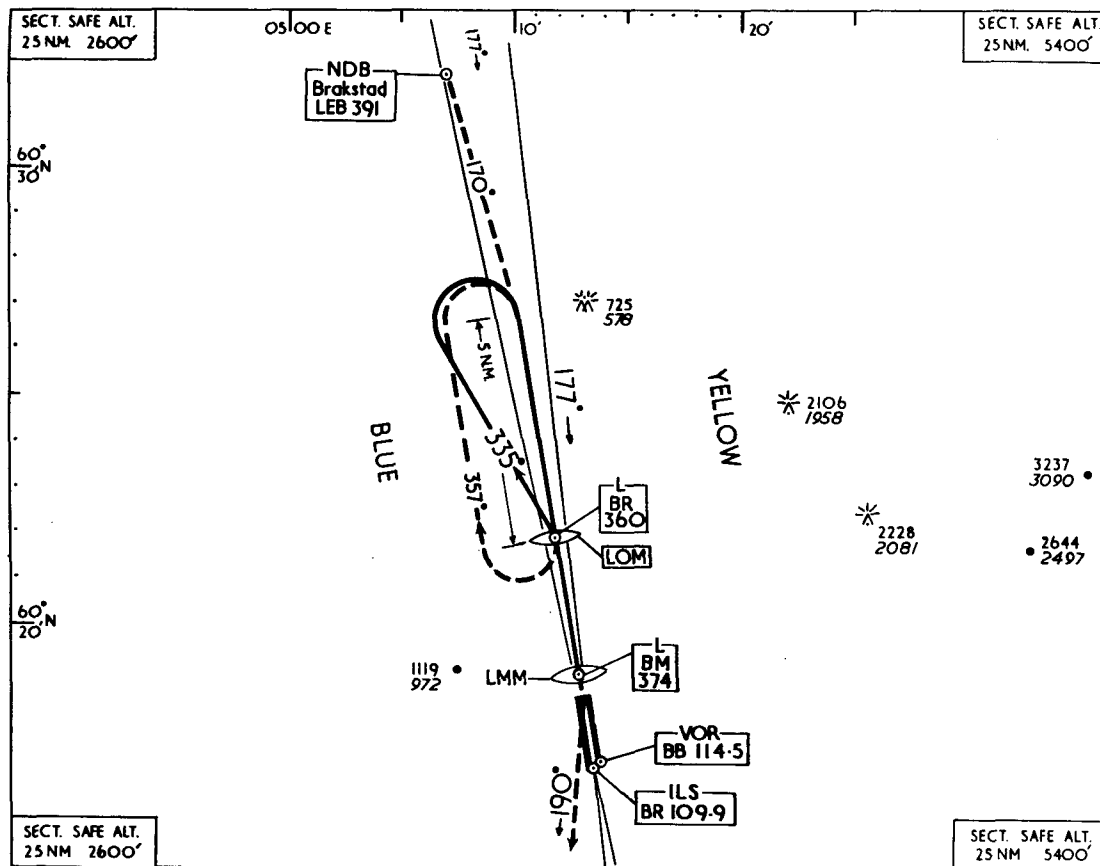 SECT. SAFE ALT.
25 NM. 2600'
05 00 E
10'
20'
SECT. SAFE ALT.
25 NM. 5400'
177°
NDB
Brakstad
LEB 391
60°
30' N
170°
725
578
5 N.M.
177°
YELLOW
2106
1958
BLUE
335°
357°
3237
3090
L
BR
360
LOM
2228
2081
2644
2497
60°
20' N
1119
972
LMM
L
BM
374
VOR
BB 114·5
190°
ILS
BR 109·9
SECT. SAFE ALT.
25 NM 2600'
SECT. SAFE ALT.
25 NM 5400'